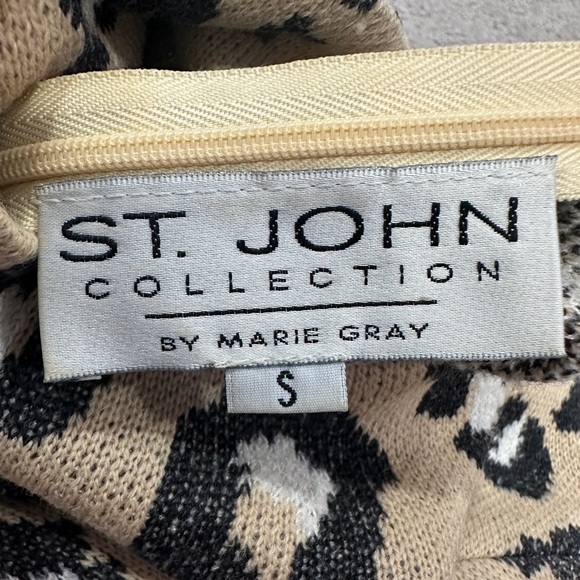 ST. JOHN
COLLECTION
BY MARIE GRAY
S